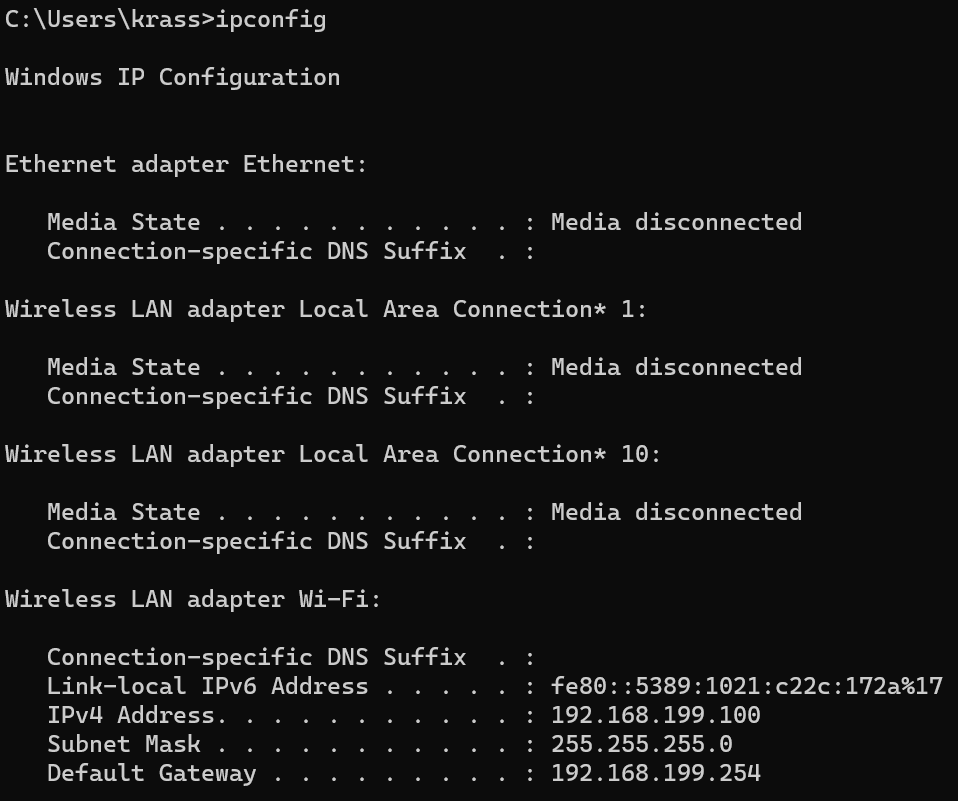 C:\Users\krass>ipconfig
Windows IP Configuration
Ethernet adapter Ethernet:
Media State . . . . . . . . . . . : Media disconnected
Connection-specific DNS Suffix  . :
Wireless LAN adapter Local Area Connection* 1:
Media State . . . . . . . . . . . : Media disconnected
Connection-specific DNS Suffix  . :
Wireless LAN adapter Local Area Connection* 10:
Media State . . . . . . . . . . . : Media disconnected
Connection-specific DNS Suffix  . :
Wireless LAN adapter Wi-Fi:
Connection-specific DNS Suffix  . :
Link-local IPv6 Address . . . . . : fe80::5389:1021:c22c:172a%17
IPv4 Address. . . . . . . . . . . : 192.168.199.100
Subnet Mask . . . . . . . . . . . : 255.255.255.0
Default Gateway . . . . . . . . . : 192.168.199.254